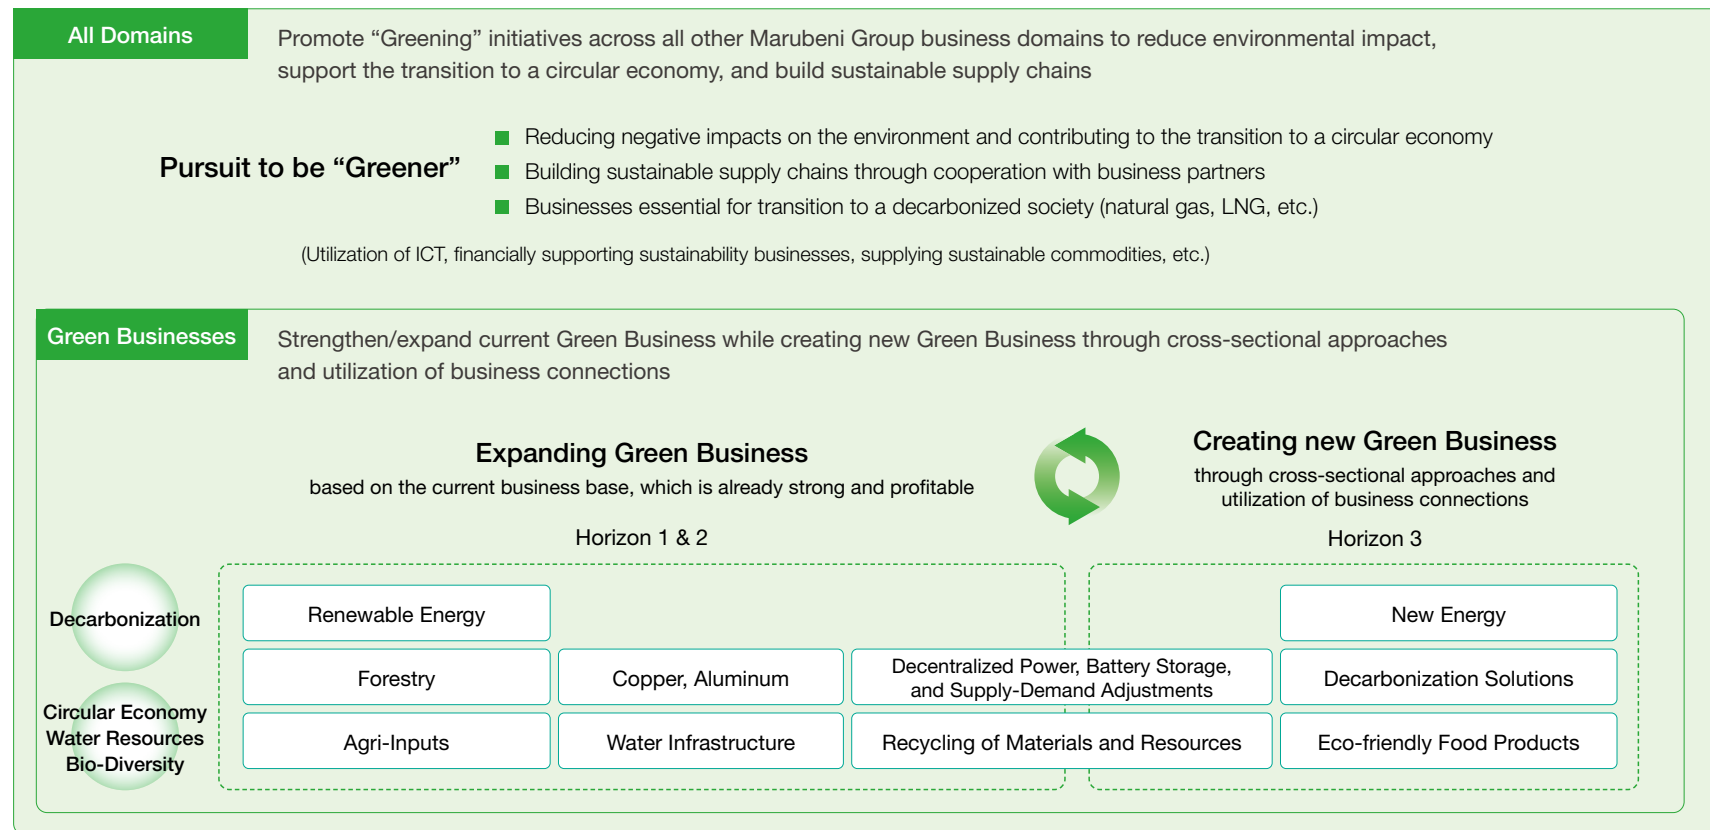 All Domains
Promote “Greening” initiatives across all other Marubeni Group business domains to reduce environmental impact,
support the transition to a circular economy, and build sustainable supply chains
Pursuit to be “Greener”
Reducing negative impacts on the environment and contributing to the transition to a circular economy
Building sustainable supply chains through cooperation with business partners
Businesses essential for transition to a decarbonized society (natural gas, LNG, etc.)
(Utilization of ICT, financially supporting sustainability businesses, supplying sustainable commodities, etc.)
Green Businesses
Strengthen/expand current Green Business while creating new Green Business through cross-sectional approaches
and utilization of business connections
Expanding Green Business
based on the current business base, which is already strong and profitable
Horizon 1 & 2
Creating new Green Business
through cross-sectional approaches and
utilization of business connections
Horizon 3
Decarbonization
Renewable Energy
New Energy
Forestry
Copper, Aluminum
Decentralized Power, Battery Storage,
and Supply-Demand Adjustments
Decarbonization Solutions
Circular Economy
Water Resources
Bio-Diversity
Agri-Inputs
Water Infrastructure
Recycling of Materials and Resources
Eco-friendly Food Products